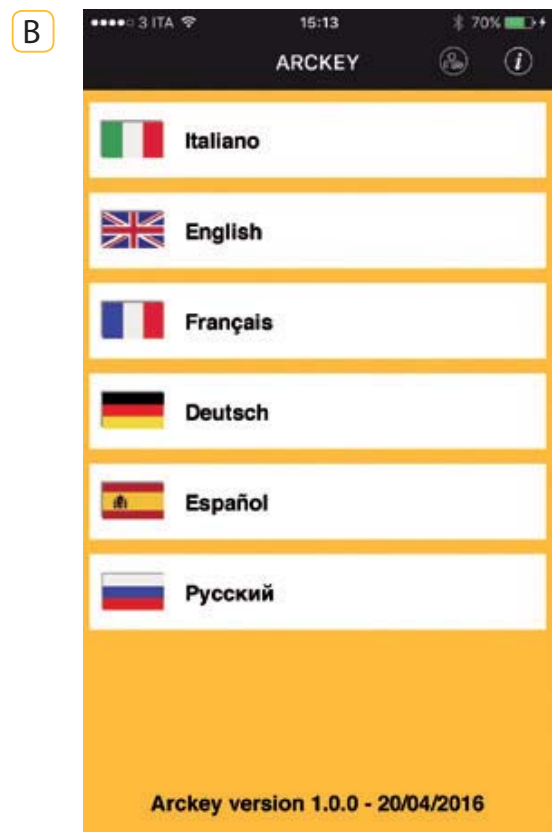 B
3 ITA 15:13 70%
ARCKEY i
Italiano
English
Français
Deutsch
Español
Русский
Arckey version 1.0.0 - 20/04/2016